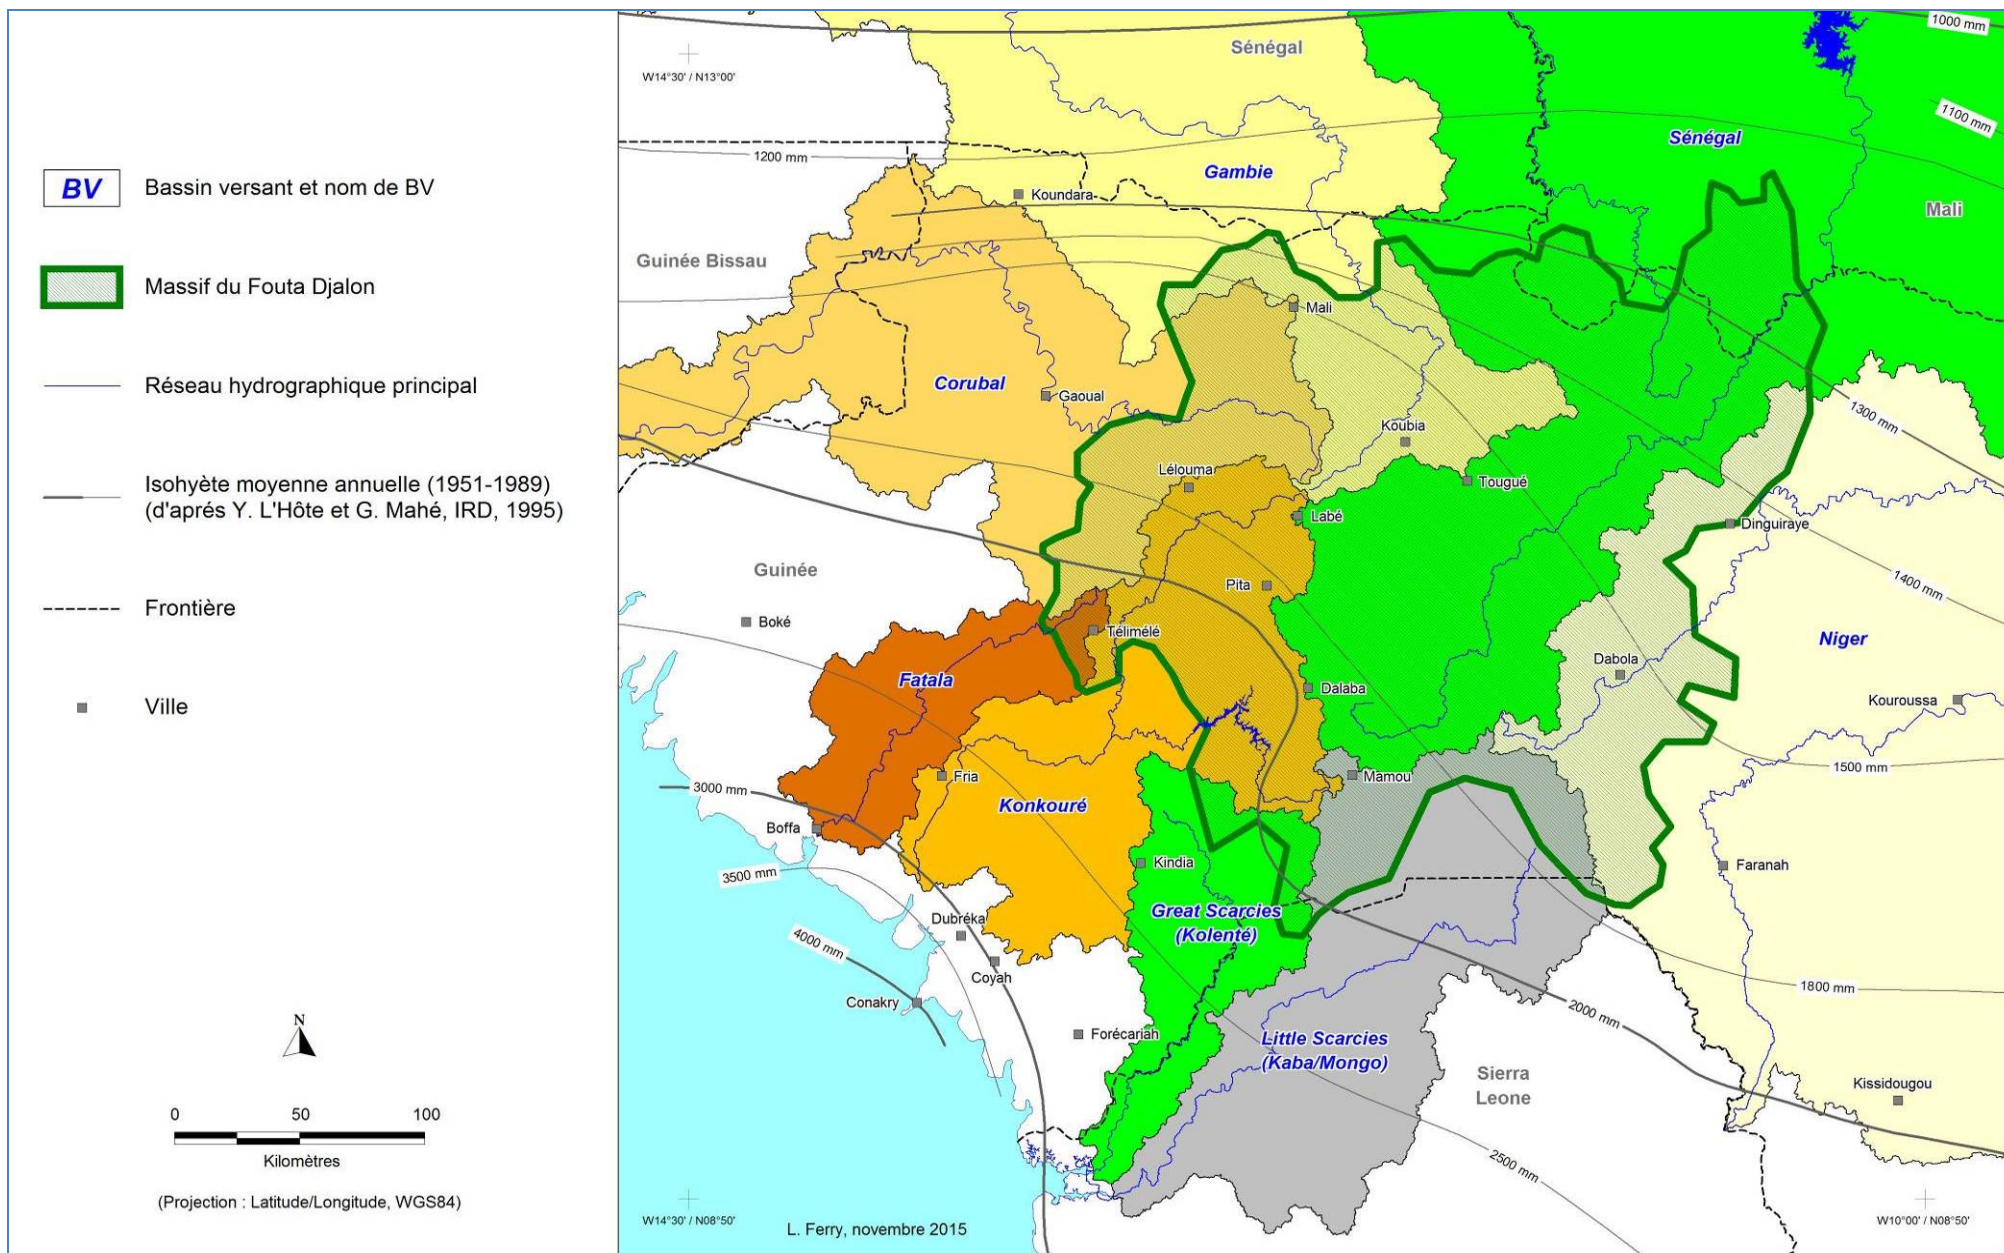 BV
Bassin versant et nom de BV
Massif du Fouta Djalon
Réseau hydrographique principal
Isohyète moyenne annuelle (1951-1989)
(d'aprés Y. L'Hôte et G. Mahé, IRD, 1995)
Frontière
Ville
N
0 50 100
Kilomètres
(Projection : Latitude/Longitude, WGS84)
1000 mm
Sénégal
W14°30' / N13°00'
1100 mm
Sénégal
1200 mm
Gambie
Koundara
Mali
Guinée Bissau
Mali
Corubal
Gaoual
1300 mm
Koubia
Lélouma
Tougué
Labé
Dinguiraye
Guinée
Pita
1400 mm
Boké
Télimélé
Niger
Dabola
Fatala
Dalaba
Kouroussa
1500 mm
Fria
Mamou
3000 mm
Konkouré
Boffa
Kindia
Faranah
3500 mm
Great Scarcies
(Kolenté)
Dubréka
4000 mm
Coyah
1800 mm
Conakry
2000 mm
Forécariah
Little Scarcies
(Kaba/Mongo)
Sierra
Leone
Kissidougou
2500 mm
W14°30' / N08°50'
L. Ferry, novembre 2015
W10°00' / N08°50'